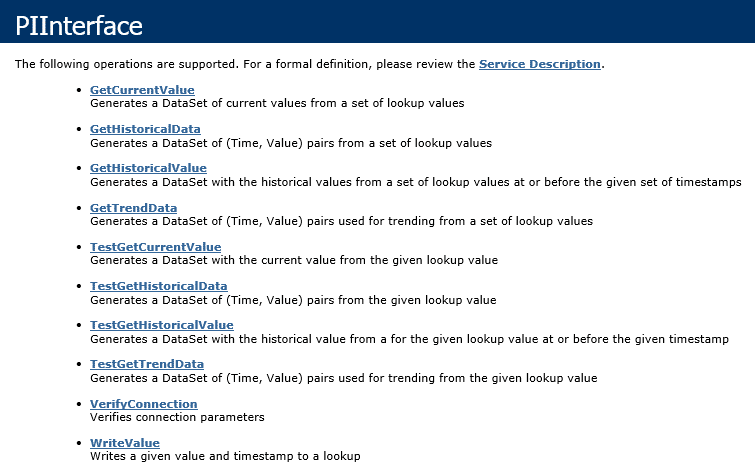 PIInterface
The following operations are supported. For a formal definition, please review the Service Description.
• GetCurrentValue
Generates a DataSet of current values from a set of lookup values
• GetHistoricalData
Generates a DataSet of (Time, Value) pairs from a set of lookup values
• GetHistoricalValue
Generates a DataSet with the historical values from a set of lookup values at or before the given set of timestamps
• GetTrendData
Generates a DataSet of (Time, Value) pairs used for trending from a set of lookup values
• TestGetCurrentValue
Generates a DataSet with the current value from the given lookup value
• TestGetHistoricalData
Generates a DataSet of (Time, Value) pairs from the given lookup value
• TestGetHistoricalValue
Generates a DataSet with the historical value from a for the given lookup value at or before the given timestamp
• TestGetTrendData
Generates a DataSet of (Time, Value) pairs used for trending from the given lookup value
• VerifyConnection
Verifies connection parameters
• WriteValue
Writes a given value and timestamp to a lookup